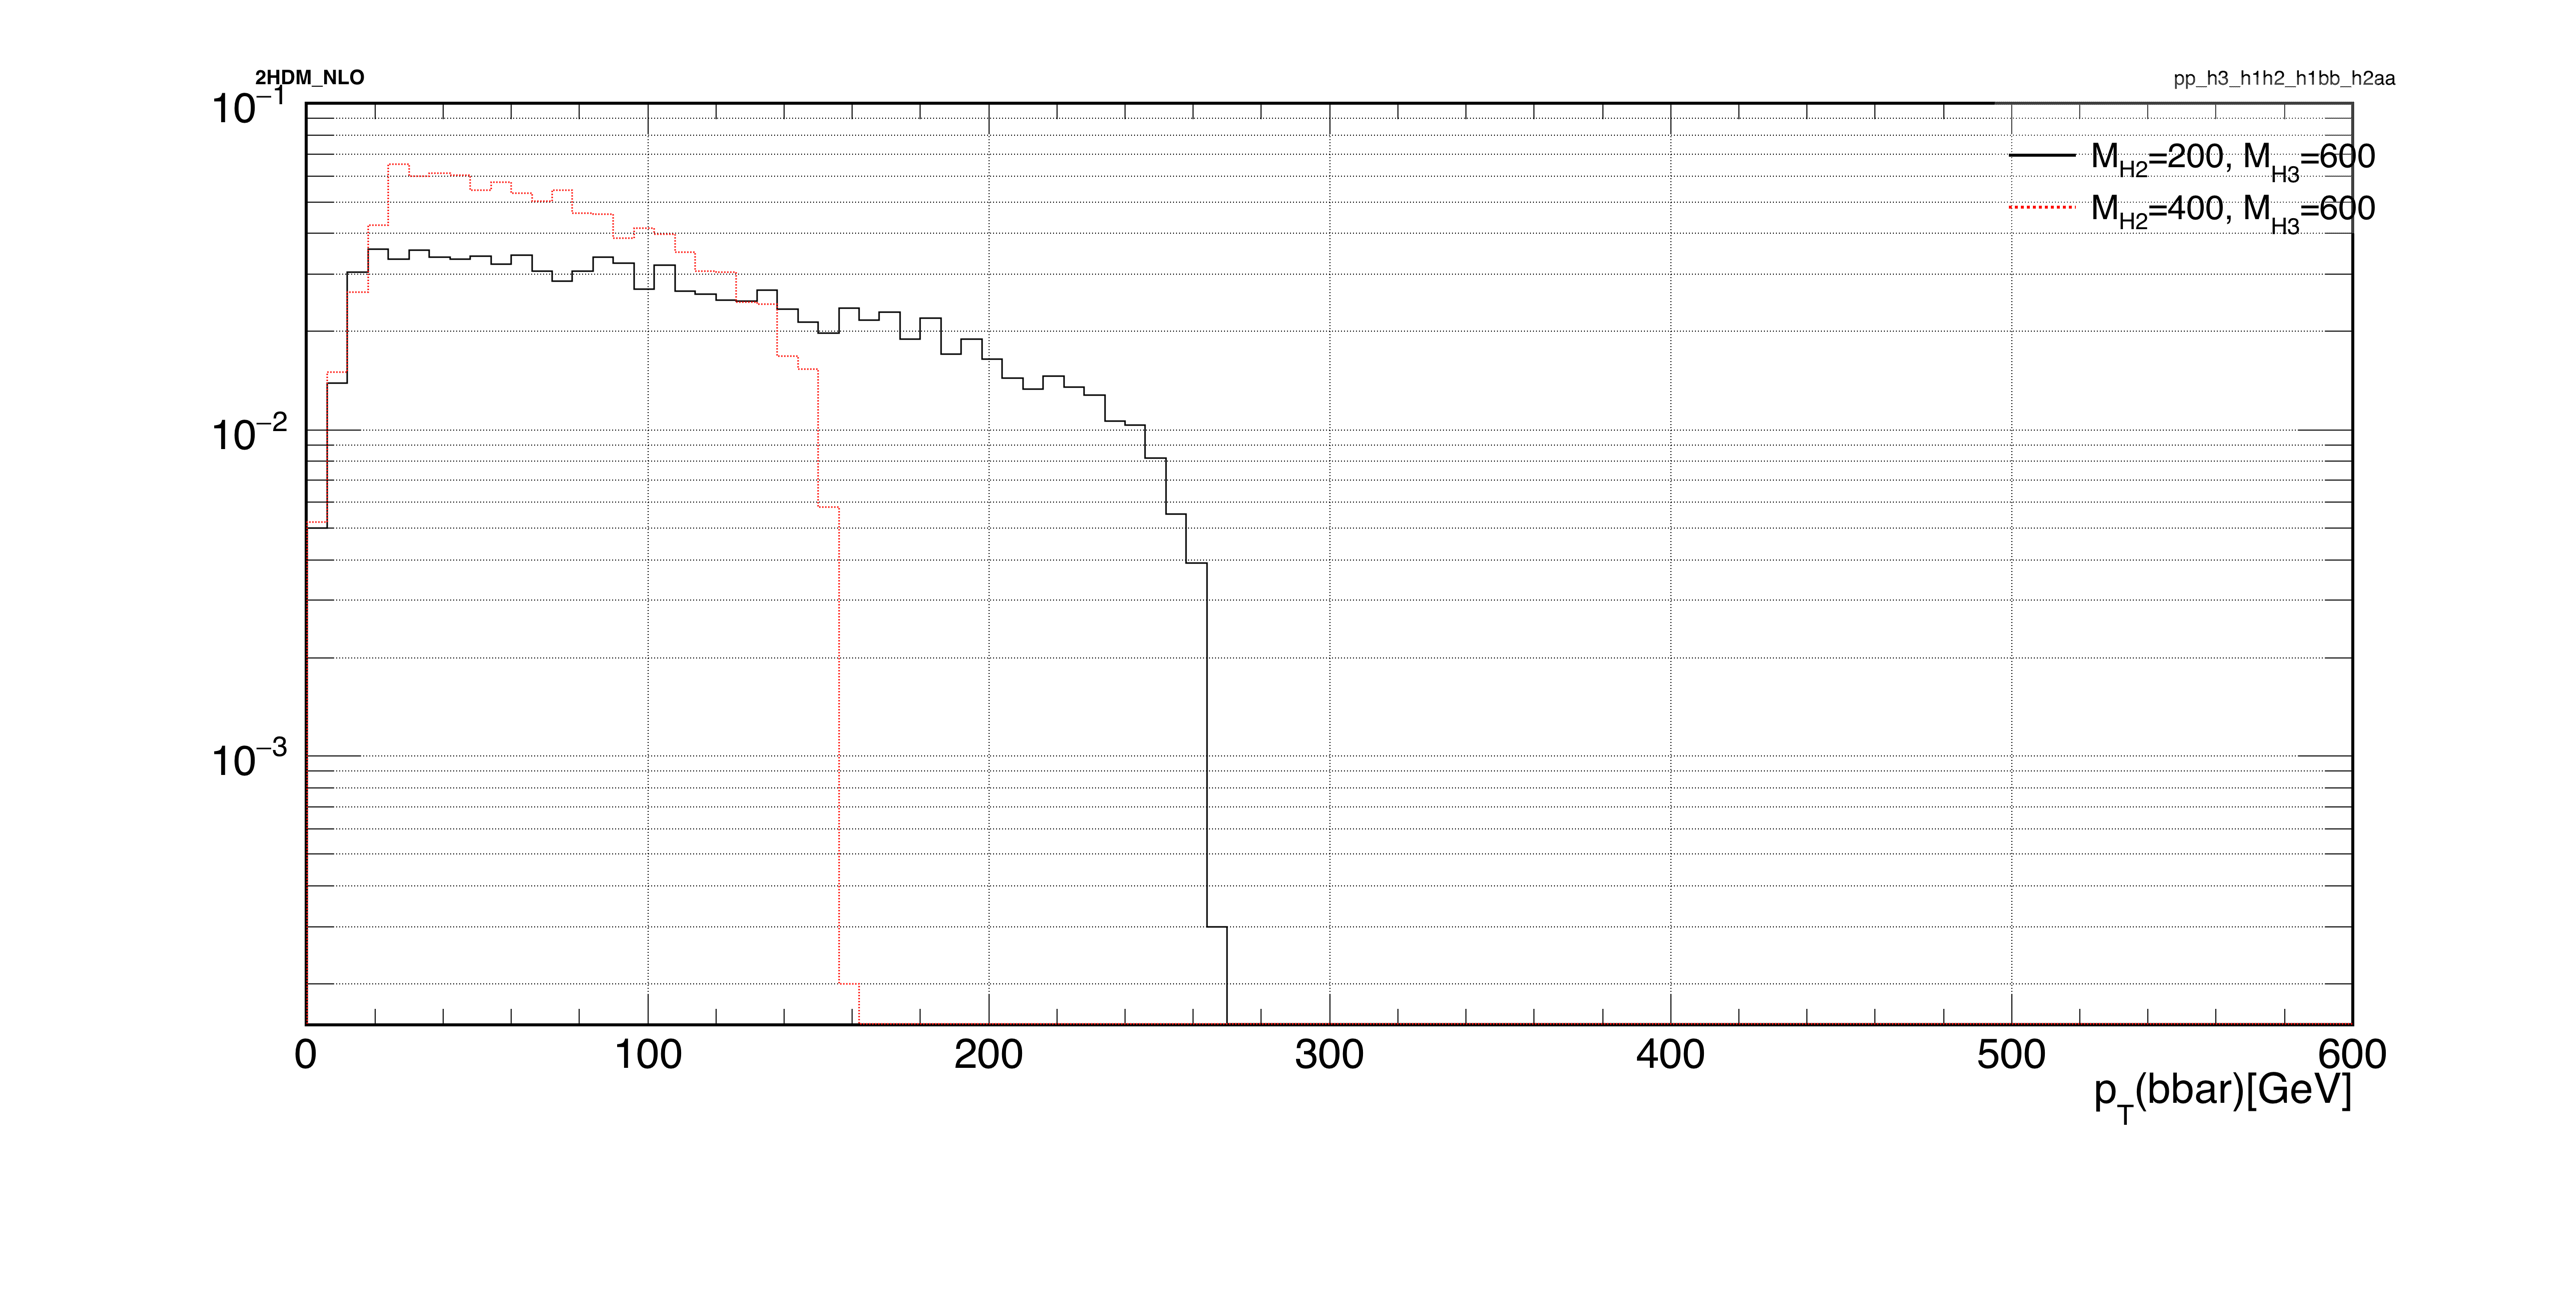 2HDM_NLO
pp_h3_h1h2_h1bb_h2aa
10−1
M_H2=200, M_H3=600
M_H2=400, M_H3=600
10−2
10−3
0 100 200 300 400 500 600
p_T(bbar)[GeV]